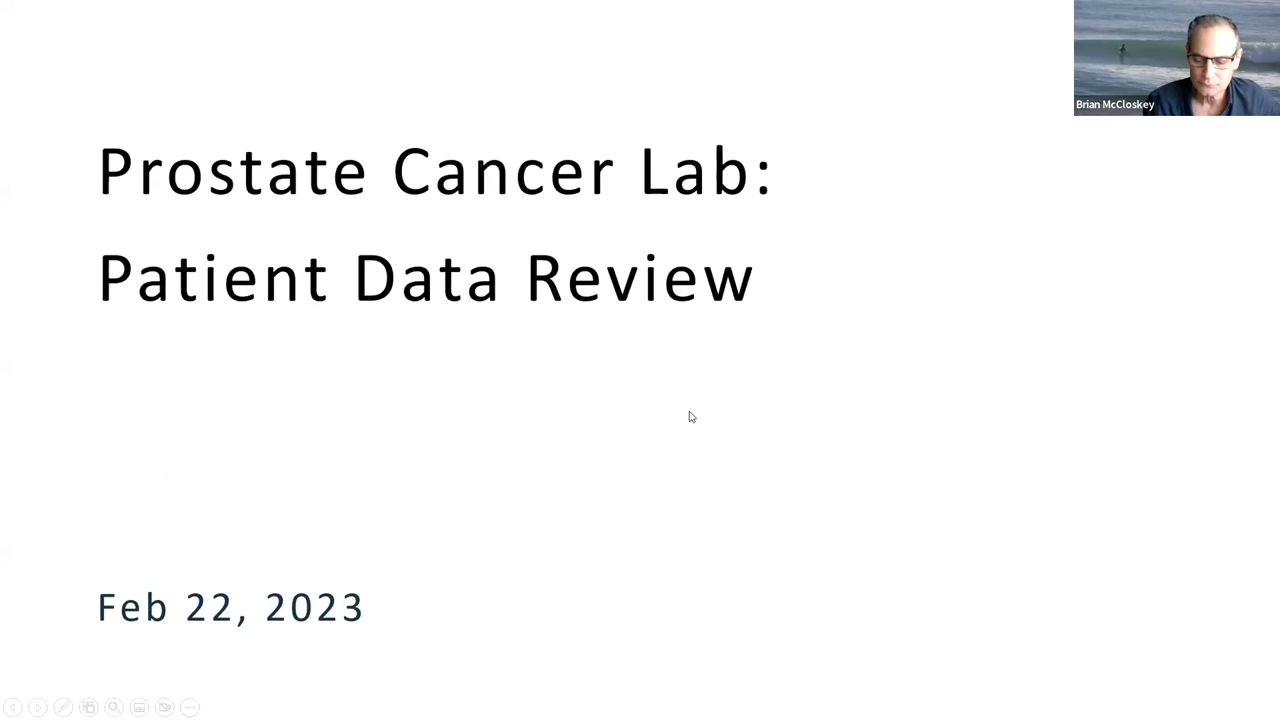 Brian McCloskey
Prostate Cancer Lab:
Patient Data Review
Feb 22, 2023